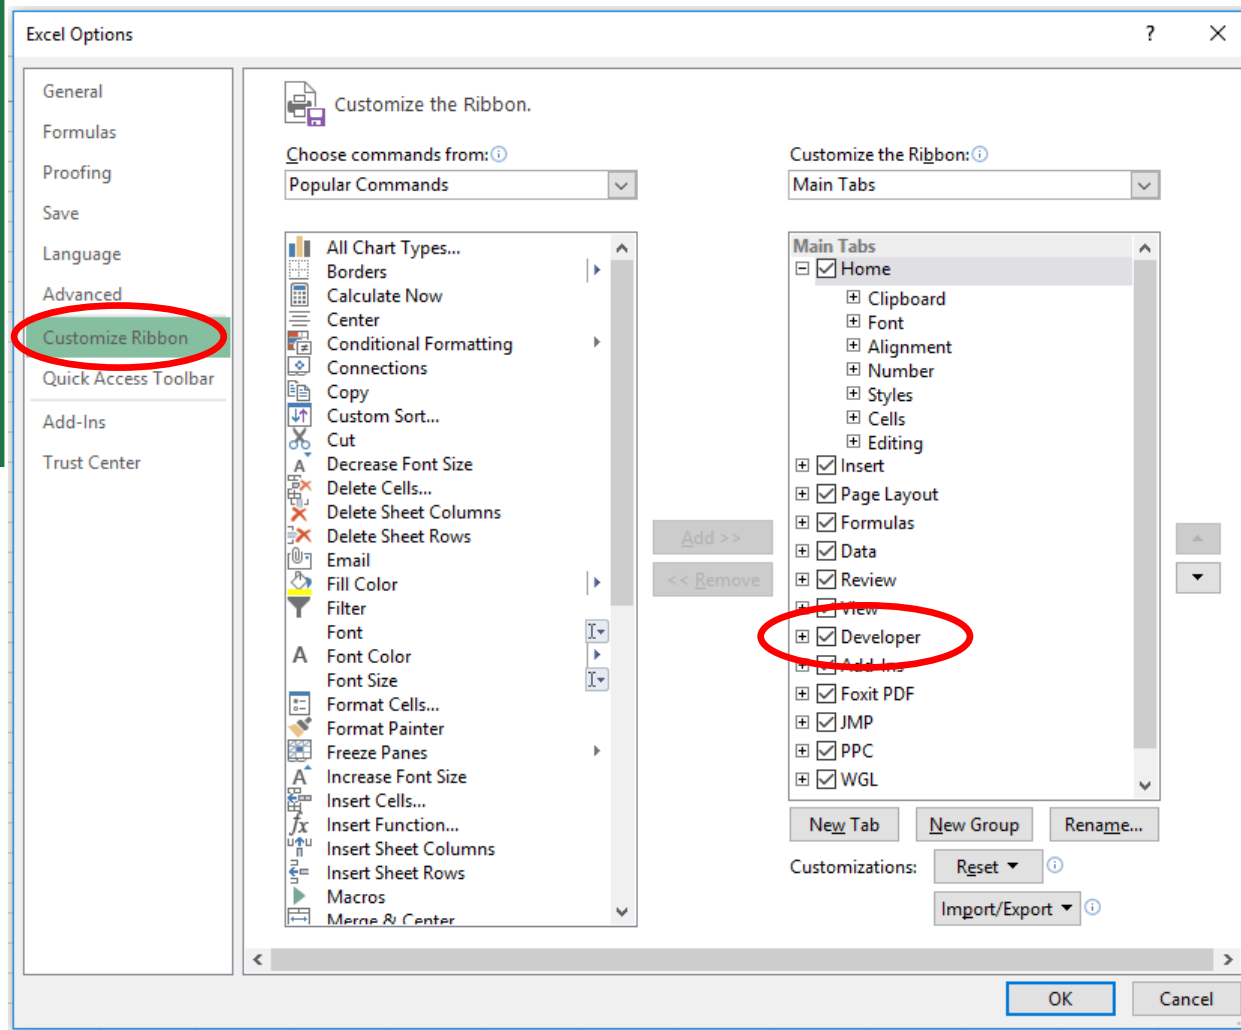 Excel Options
?
General
Formulas
Proofing
Save
Language
Advanced
Customize Ribbon
Quick Access Toolbar
Add-Ins
Trust Center
Customize the Ribbon.
Choose commands from:
Popular Commands
All Chart Types...
Borders
Calculate Now
Center
Conditional Formatting
Connections
Copy
Custom Sort...
Cut
Decrease Font Size
Delete Cells...
Delete Sheet Columns
Delete Sheet Rows
Email
Fill Color
Filter
Font
Font Color
Font Size
Format Cells...
Format Painter
Freeze Panes
Increase Font Size
Insert Cells...
Insert Function...
Insert Sheet Columns
Insert Sheet Rows
Macros
Merge & Center
Add >>
<< Remove
Customize the Ribbon:
Main Tabs
Main Tabs
Home
Clipboard
Font
Alignment
Number
Styles
Cells
Editing
Insert
Page Layout
Formulas
Data
Review
View
Developer
Add-Ins
Foxit PDF
JMP
PPC
WGL
New Tab
New Group
Rename...
Customizations:
Reset
Import/Export
OK
Cancel